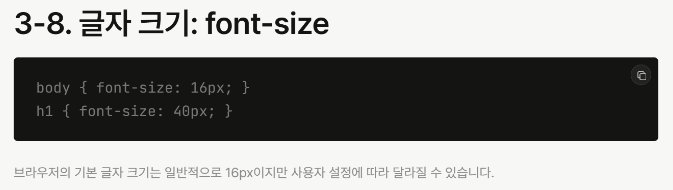 3-8. 글자 크기: font-size
body { font-size: 16px; }
h1 { font-size: 40px; }
브라우저의 기본 글자 크기는 일반적으로 16px이지만 사용자 설정에 따라 달라질 수 있습니다.